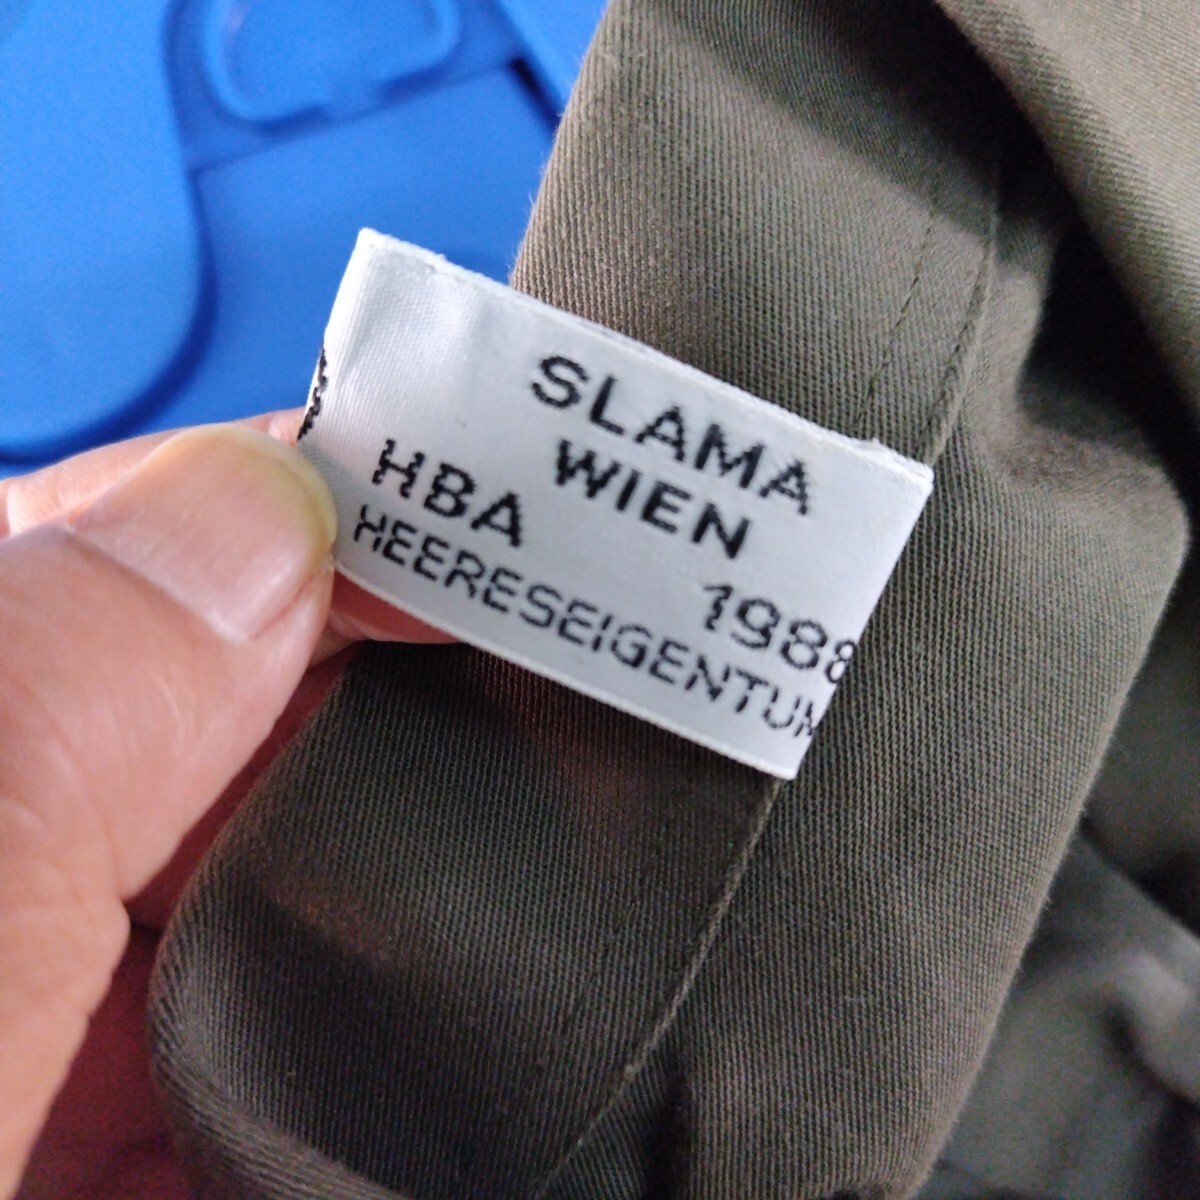 SLAMA
WIEN
HBA 1988
HEERESEIGENTUM